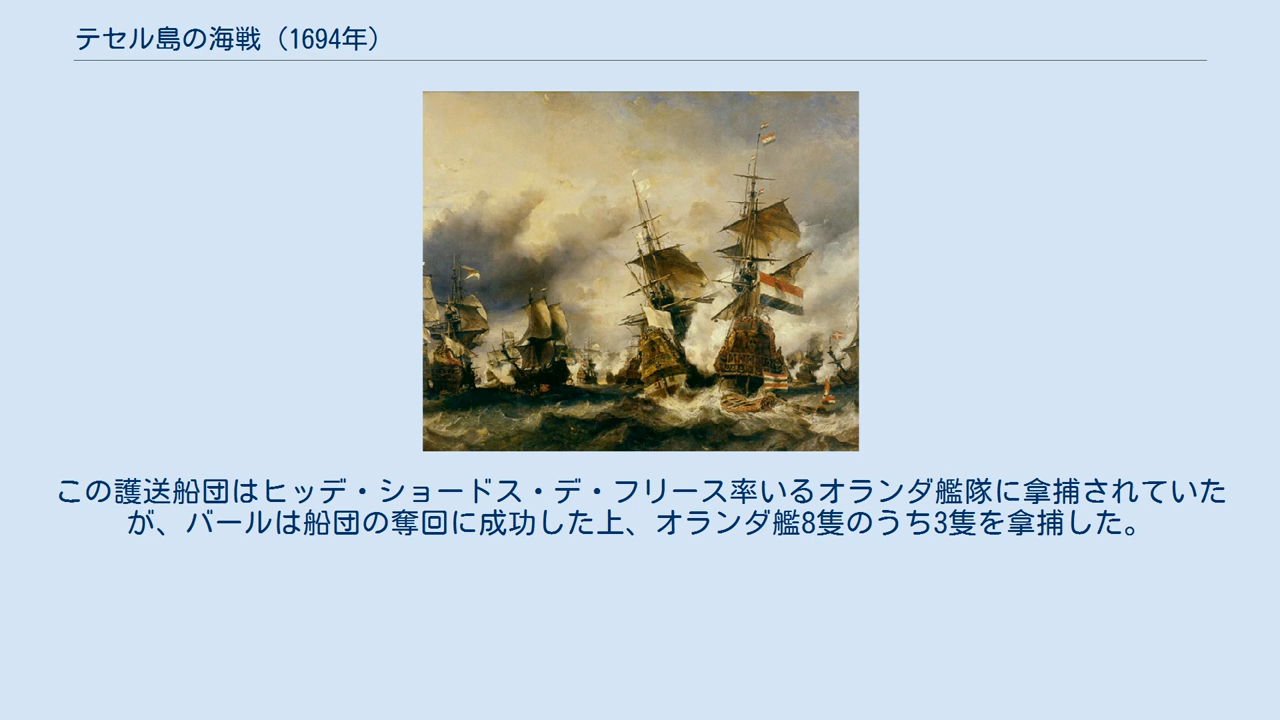 テセル島の海戦（1694年）
この護送船団はヒッデ・ショードス・デ・フリース率いるオランダ艦隊に拿捕されていた
が、バールは船団の奪回に成功した上、オランダ艦8隻のうち3隻を拿捕した。